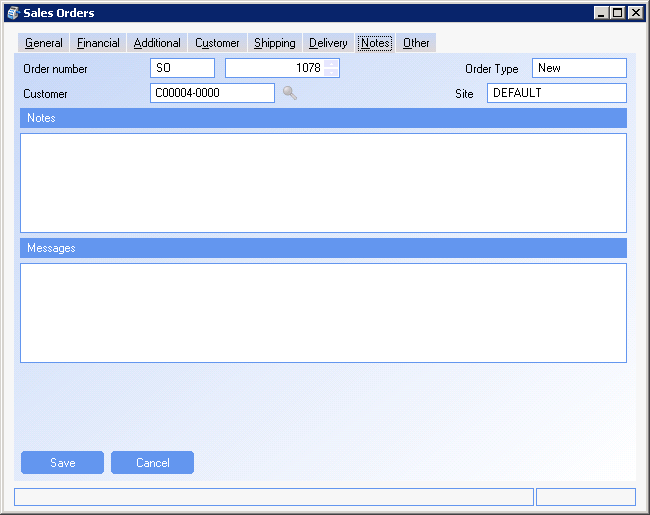 Sales Orders
General Financial Additional Customer Shipping Delivery Notes Other
Order number SO 1078 Order Type New
Customer C00004-0000 Site DEFAULT
Notes
Messages
Save Cancel